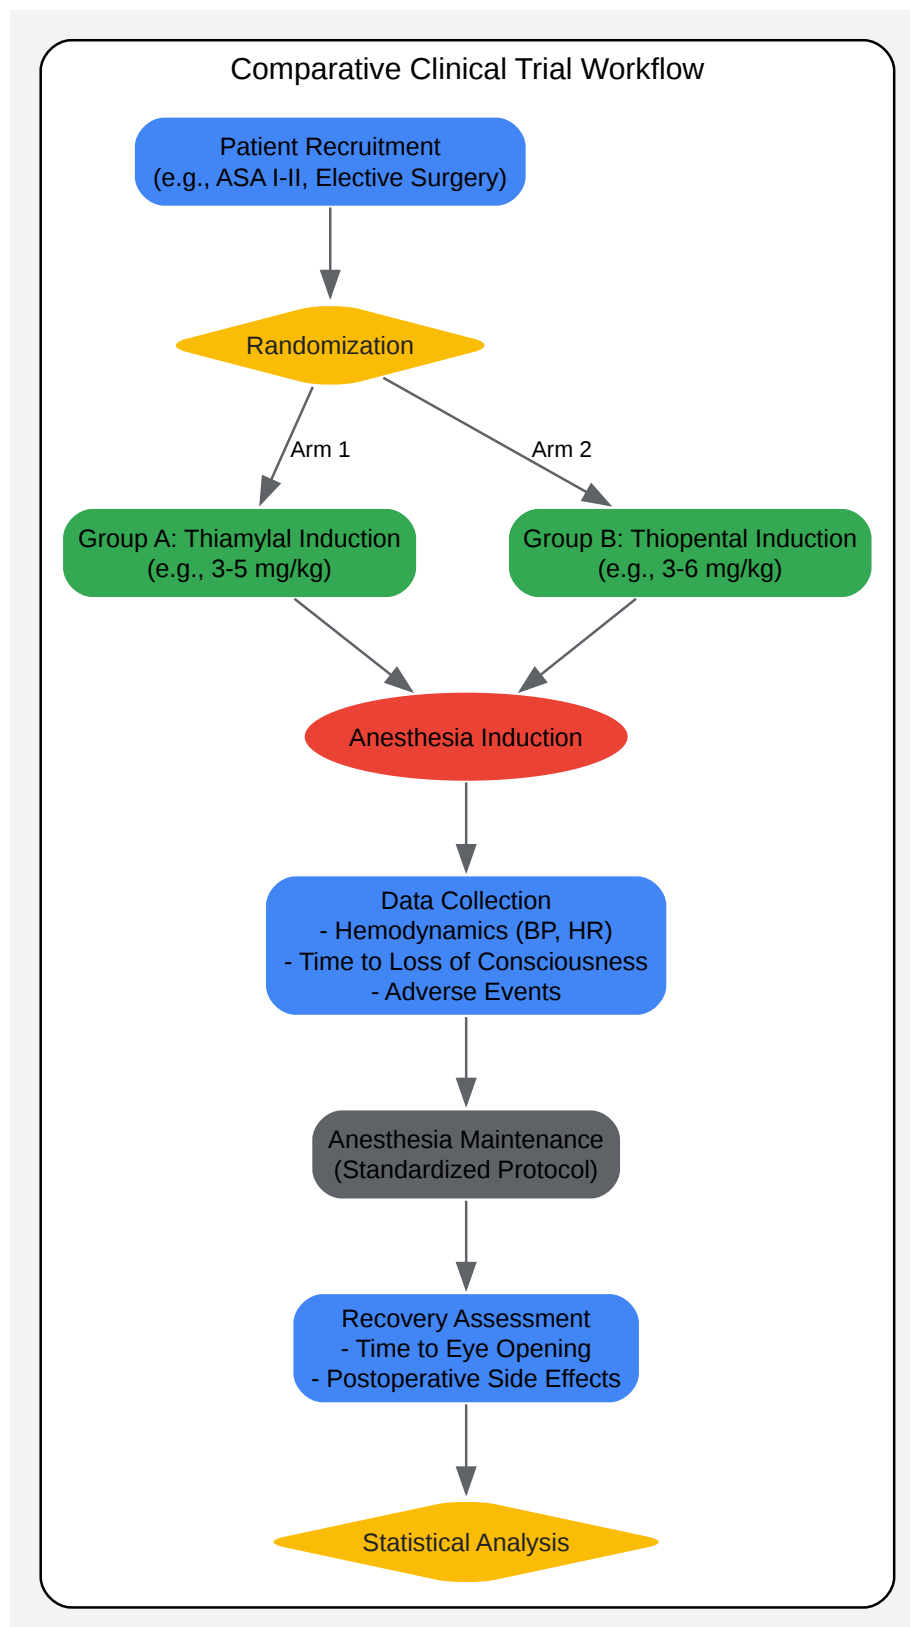 Comparative Clinical Trial Workflow
Patient Recruitment
(e.g., ASA I-II, Elective Surgery)
Randomization
Arm 1
Arm 2
Group A: Thiamylal Induction
(e.g., 3-5 mg/kg)
Group B: Thiopental Induction
(e.g., 3-6 mg/kg)
Anesthesia Induction
Data Collection
- Hemodynamics (BP, HR)
- Time to Loss of Consciousness
- Adverse Events
Anesthesia Maintenance
(Standardized Protocol)
Recovery Assessment
- Time to Eye Opening
- Postoperative Side Effects
Statistical Analysis